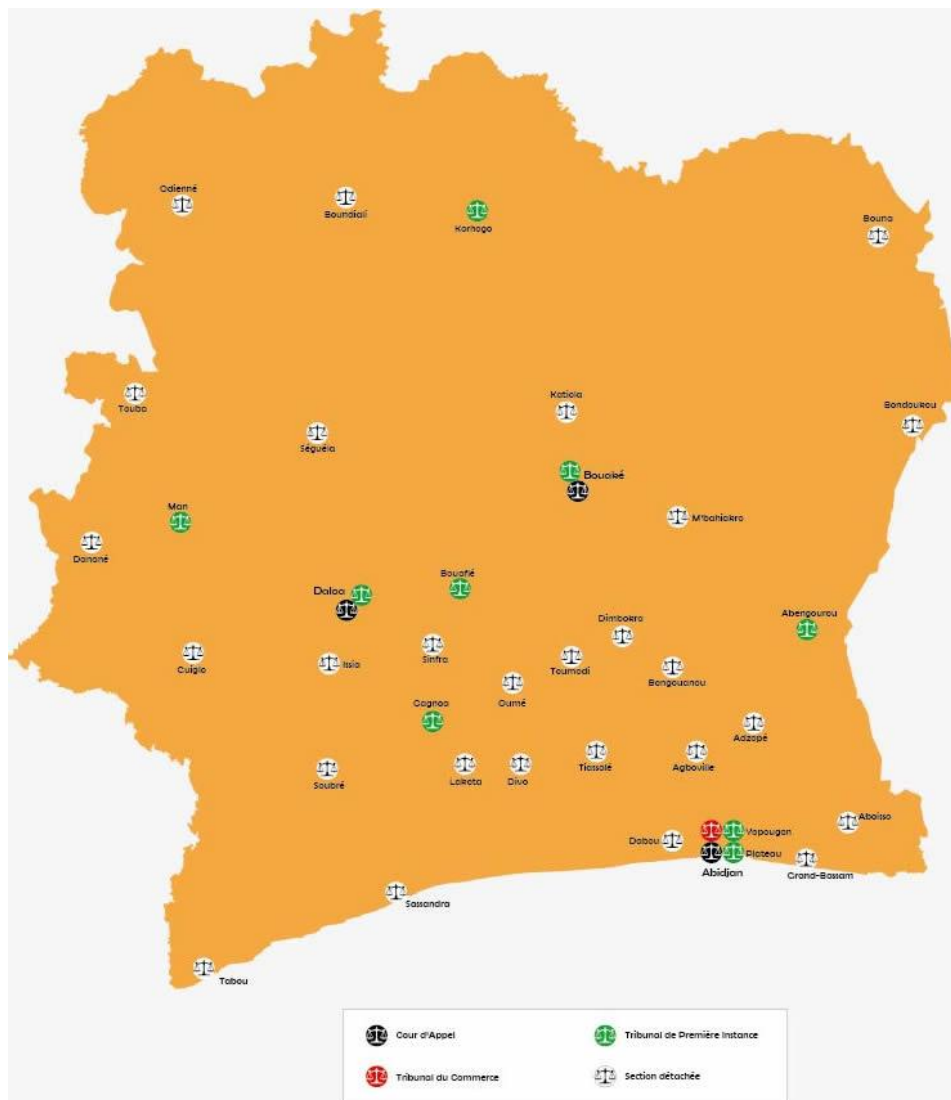 Odienné
Boundiali
Korhogo
Bouna
Touba
Katiola
Bondoukou
Séguéla
Bouaké
Man
M'bahiakro
Danané
Daloa
Bouaflé
Abengourou
Dimbokro
Guiglo
Issia
Sinfra
Toumodi
Bongouanou
Gagnoa
Oumé
Adzopé
Soubré
Lakota
Divo
Tiassalé
Agboville
Aboisso
Dabou
Yopougon
Plateau
Abidjan
Grand-Bassam
Sassandra
Tabou
Cour d'Appel
Tribunal de Première Instance
Tribunal du Commerce
Section détachée